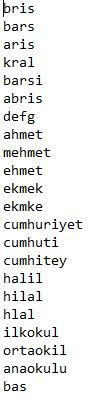 bris
bars
aris
kral
barsi
abris
defg
ahmet
mehmet
ehmet
ekmek
ekmke
cumhuriyet
cumhuti
cumhitey
halil
hilal
hlal
ilkokul
ortaokil
anaokulu
bas